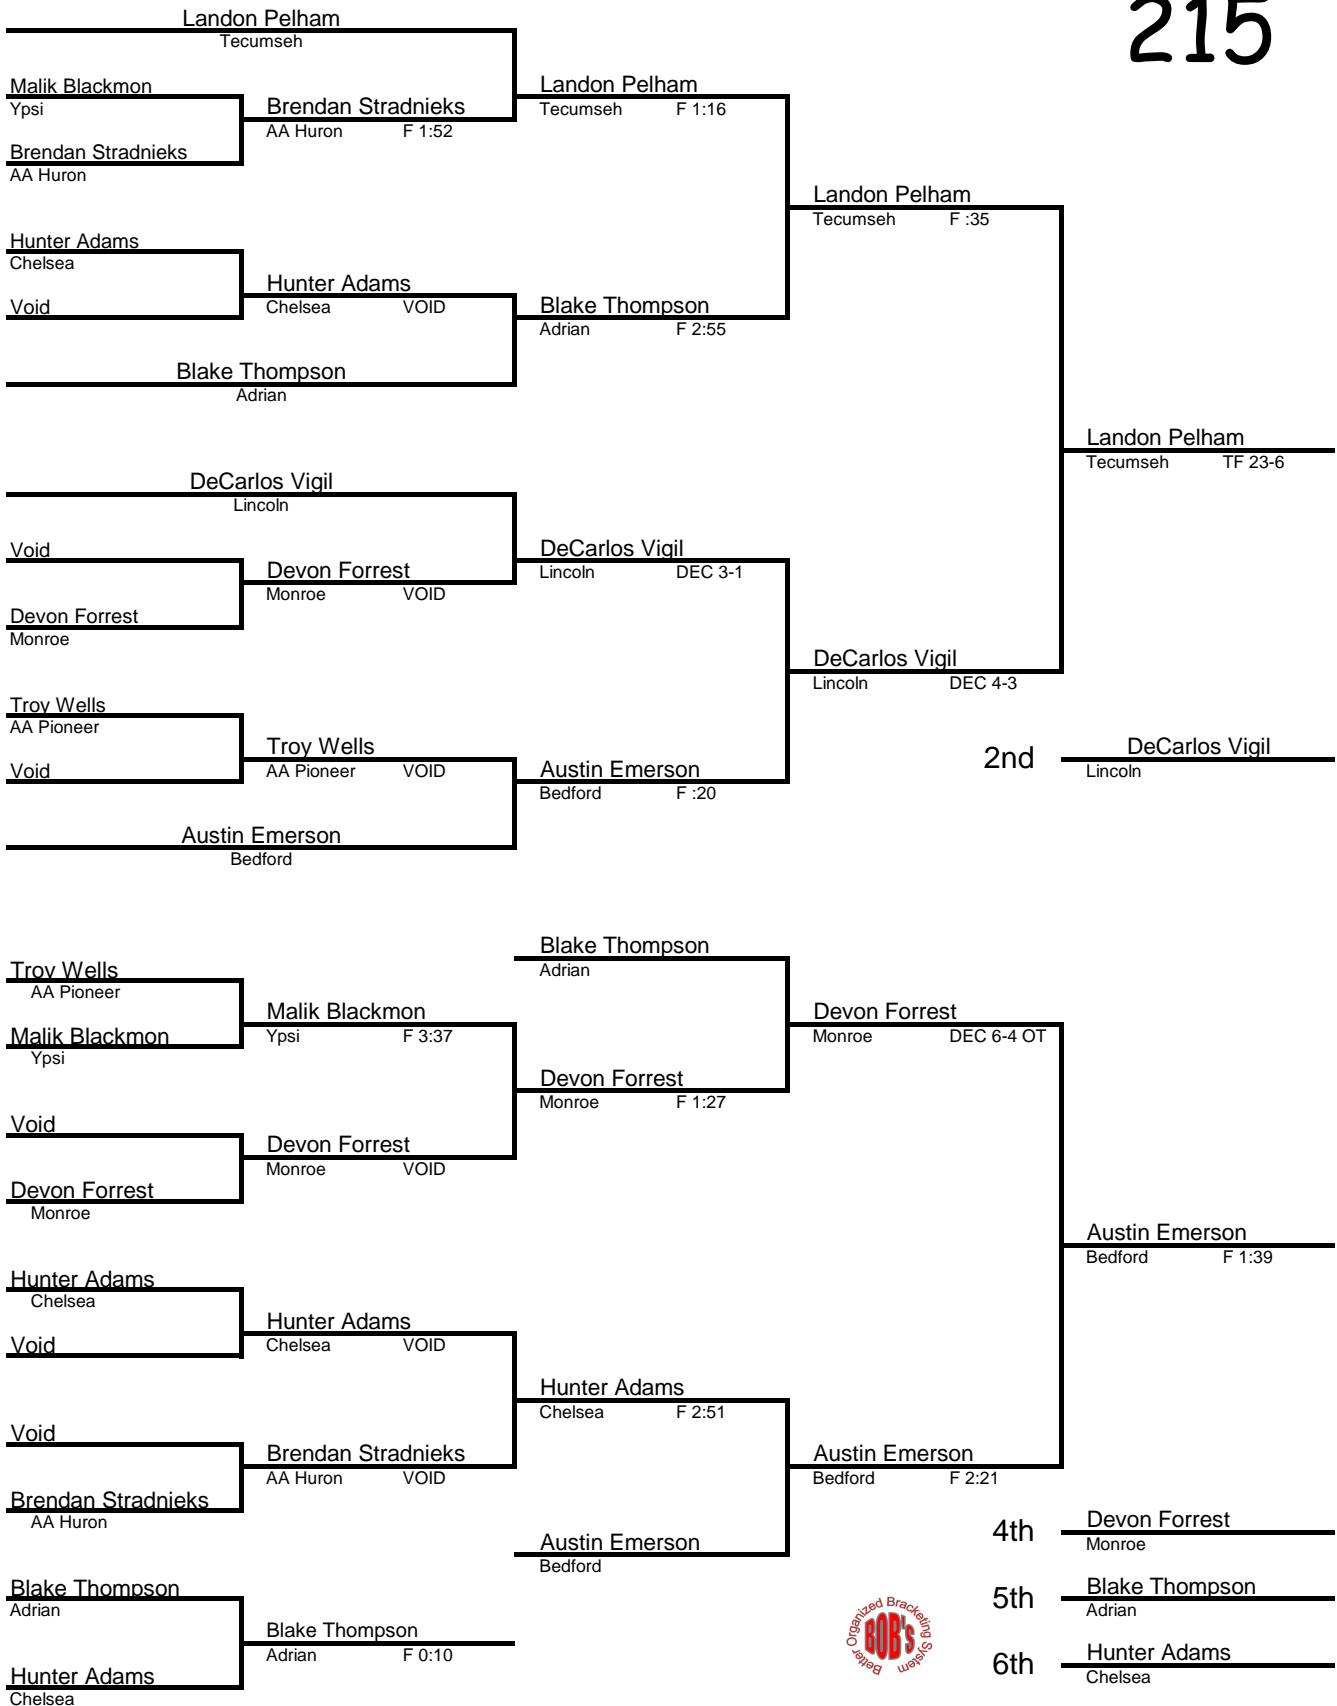 215
Landon Pelham
Tecumseh
Malik Blackmon
Ypsi
Brendan Stradnieks
AA Huron
Brendan Stradnieks
AA Huron F 1:52
Landon Pelham
Tecumseh F 1:16
Hunter Adams
Chelsea
Void
Hunter Adams
Chelsea VOID
Blake Thompson
Adrian F 2:55
Blake Thompson
Adrian
Landon Pelham
Tecumseh F :35
DeCarlos Vigil
Lincoln
Void
Devon Forrest
Monroe
Devon Forrest
Monroe VOID
DeCarlos Vigil
Lincoln DEC 3-1
Troy Wells
AA Pioneer
Void
Troy Wells
AA Pioneer VOID
Austin Emerson
Bedford F :20
Austin Emerson
Bedford
DeCarlos Vigil
Lincoln DEC 4-3
Landon Pelham
Tecumseh TF 23-6
2nd DeCarlos Vigil
Lincoln
Troy Wells
AA Pioneer
Malik Blackmon
Ypsi
Malik Blackmon
Ypsi F 3:37
Void
Devon Forrest
Monroe
Devon Forrest
Monroe VOID
Blake Thompson
Adrian
Devon Forrest
Monroe F 1:27
Devon Forrest
Monroe DEC 6-4 OT
Hunter Adams
Chelsea
Void
Hunter Adams
Chelsea VOID
Void
Brendan Stradnieks
AA Huron
Brendan Stradnieks
AA Huron VOID
Hunter Adams
Chelsea F 2:51
Austin Emerson
Bedford
Austin Emerson
Bedford F 2:21
Austin Emerson
Bedford F 1:39
Blake Thompson
Adrian
Hunter Adams
Chelsea
Blake Thompson
Adrian F 0:10
Better Organized Bracketing System
BOB'S
4th Devon Forrest
Monroe
5th Blake Thompson
Adrian
6th Hunter Adams
Chelsea